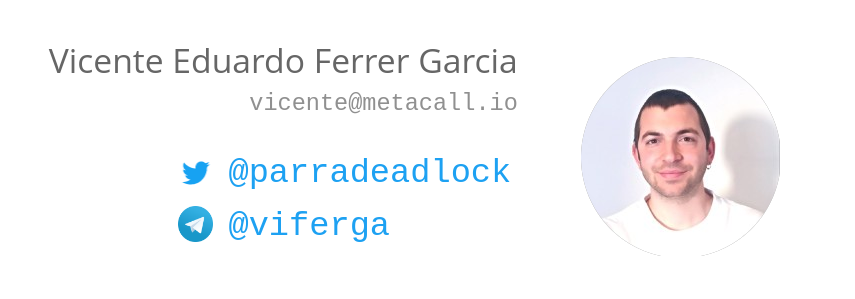 Vicente Eduardo Ferrer Garcia
vicente@metacall.io
@parradeadlock
@viferga